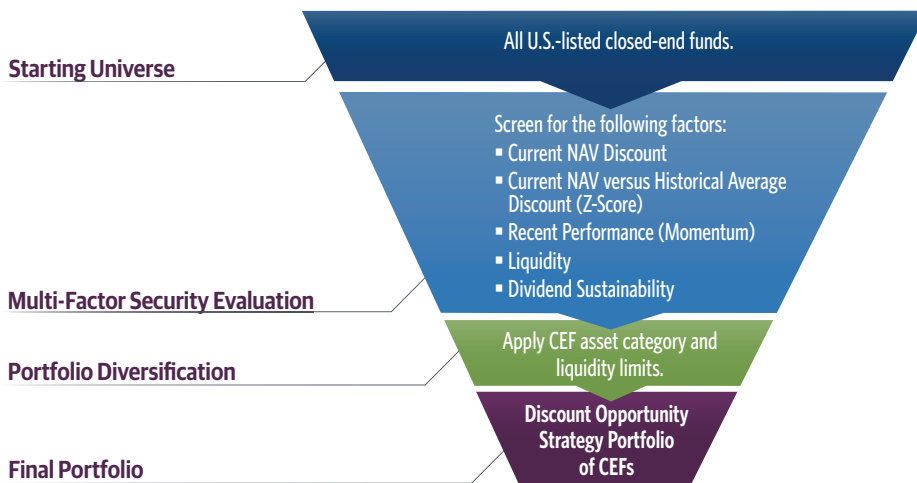 All U.S.-listed closed-end funds.
Starting Universe
Screen for the following factors:
▪ Current NAV Discount
▪ Current NAV versus Historical Average
Discount (Z-Score)
▪ Recent Performance (Momentum)
▪ Liquidity
▪ Dividend Sustainability
Multi-Factor Security Evaluation
Apply CEF asset category and
liquidity limits.
Portfolio Diversification
Discount Opportunity
Strategy Portfolio
of CEFs
Final Portfolio